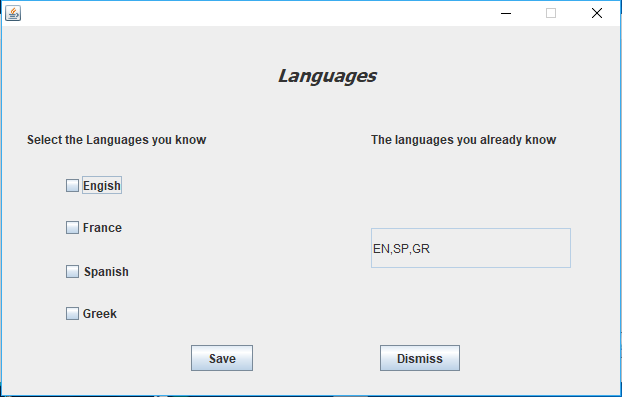 Languages
Select the Languages you know
The languages you already know
Engish
France
Spanish
Greek
EN,SP,GR
Save
Dismiss